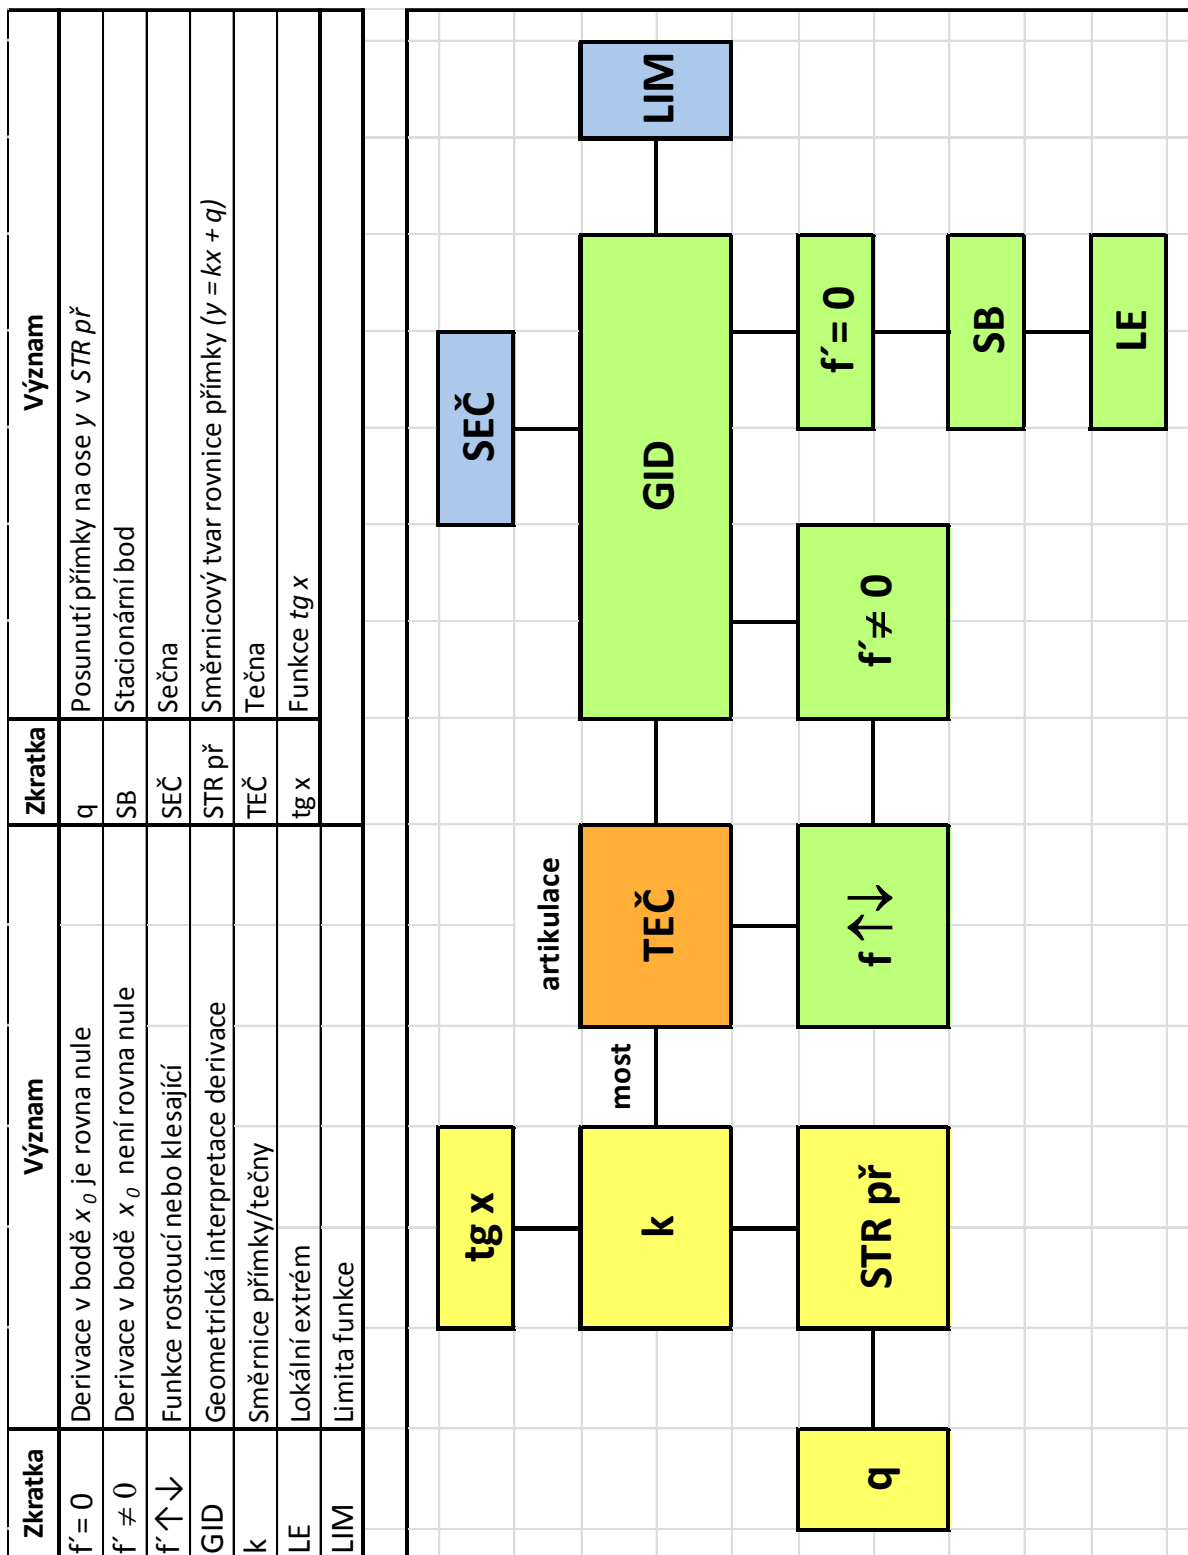 Zkratka Význam Zkratka Význam
f´= 0 Derivace v bodě x0 je rovna nule q Posunutí přímky na ose y v STR př
f´ ≠ 0 Derivace v bodě x0 není rovna nule SB Stacionární bod
f´↑↓ Funkce rostoucí nebo klesající SEČ Sečna
GID Geometrická interpretace derivace STR př Směrnicový tvar rovnice přímky (y = kx + q)
k Směrnice přímky/tečny TEČ Tečna
LE Lokální extrém tg x Funkce tg x
LIM Limita funkce
tg x SEČ
artikulace
most
k TEČ GID LIM
q STR př f ↑↓ f´≠ 0 f´= 0
SB
LE